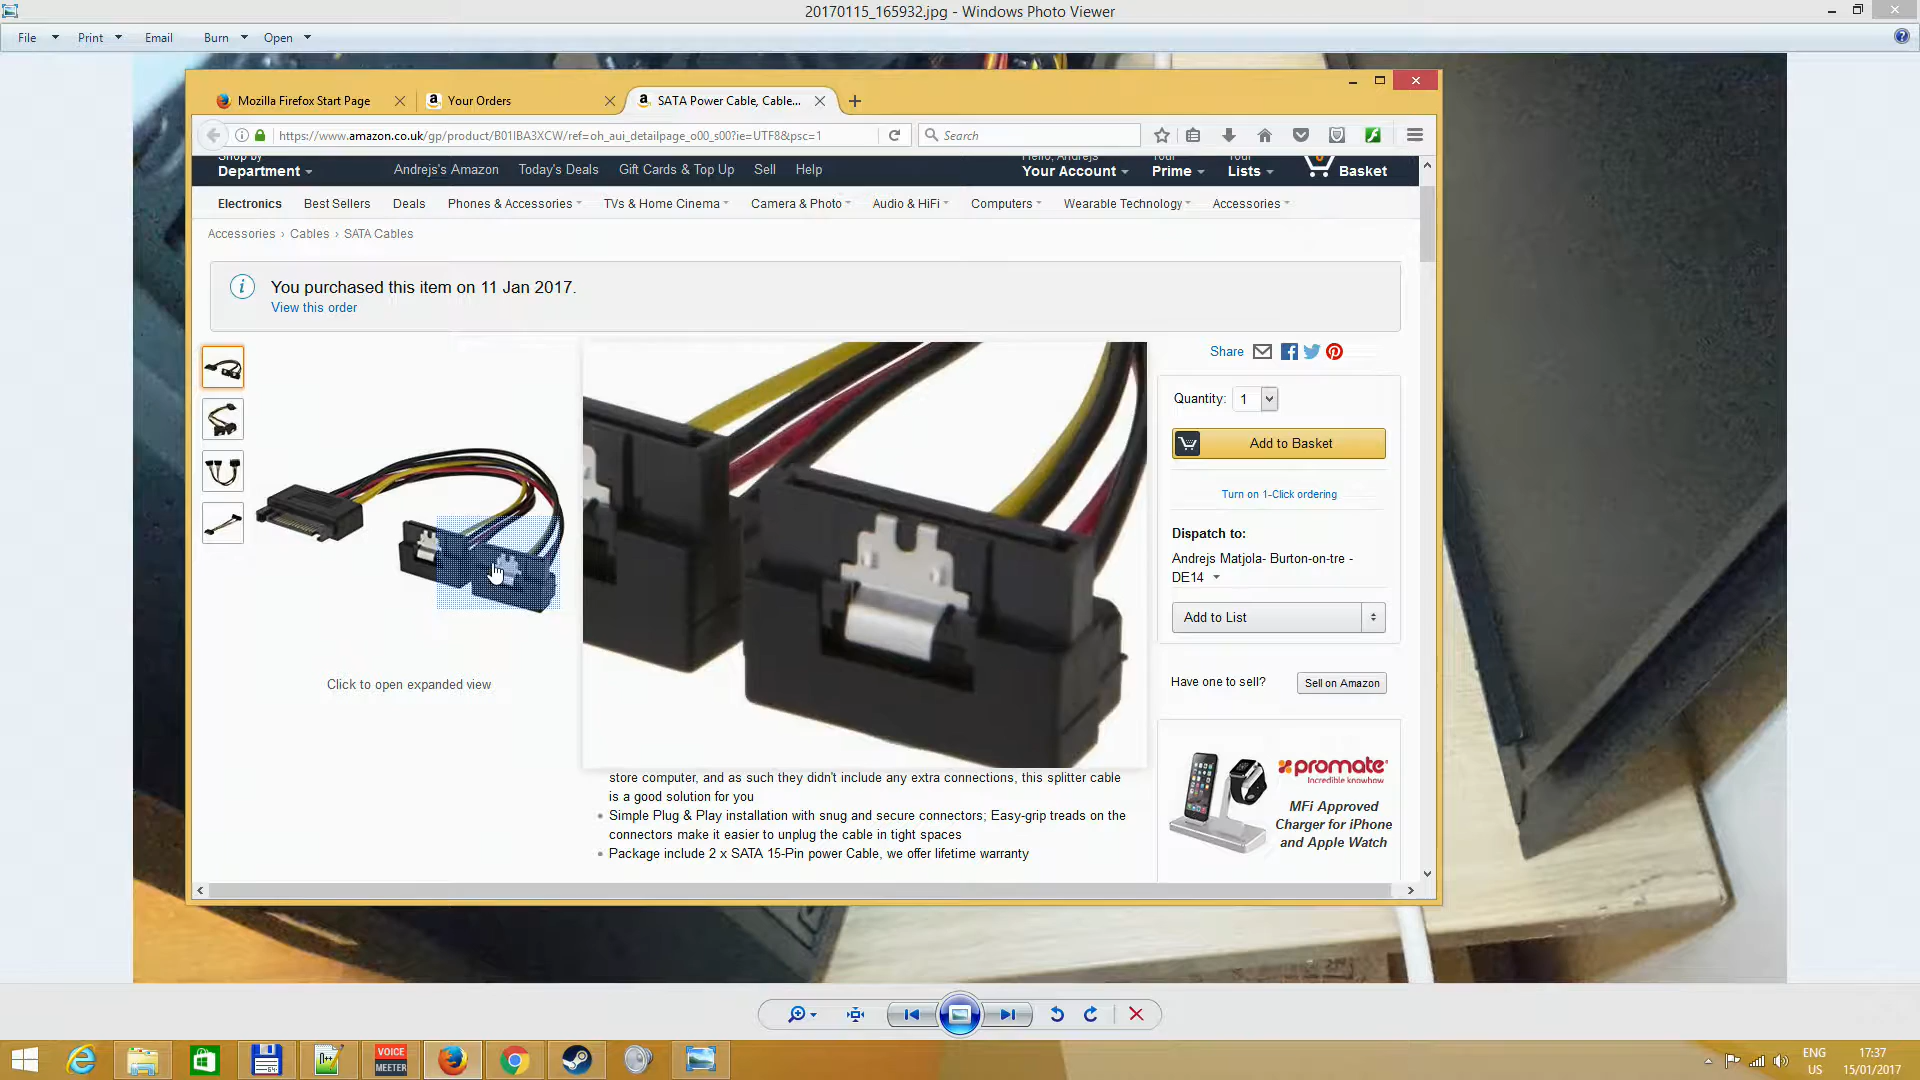 20170115_165932.jpg - Windows Photo Viewer
File Print Email Burn Open
Mozilla Firefox Start Page
Your Orders
SATA Power Cable, Cable...
https://www.amazon.co.uk/gp/product/B01IBA3XCW/ref=oh_aui_detailpage_o00_s00?ie=UTF8&psc=1
Search
Shop by
Department
Andrejs's Amazon Today's Deals Gift Cards & Top Up Sell Help
Hello, Andrejs
Your Account
Your
Prime
Your
Lists
0
Basket
Electronics Best Sellers Deals Phones & Accessories TVs & Home Cinema Camera & Photo Audio & HiFi Computers Wearable Technology Accessories
Accessories › Cables › SATA Cables
You purchased this item on 11 Jan 2017.
View this order
Share
Quantity: 1
Add to Basket
Turn on 1-Click ordering
Dispatch to:
Andrejs Matjola- Burton-on-tre -
DE14
Add to List
Click to open expanded view
Have one to sell? Sell on Amazon
store computer, and as such they didn't include any extra connections, this splitter cable
is a good solution for you
Simple Plug & Play installation with snug and secure connectors; Easy-grip treads on the
connectors make it easier to unplug the cable in tight spaces
Package include 2 x SATA 15-Pin power Cable, we offer lifetime warranty
promate
Incredible knowhow
MFi Approved
Charger for iPhone
and Apple Watch
VOICE
MEETER
ENG
US
17:37
15/01/2017